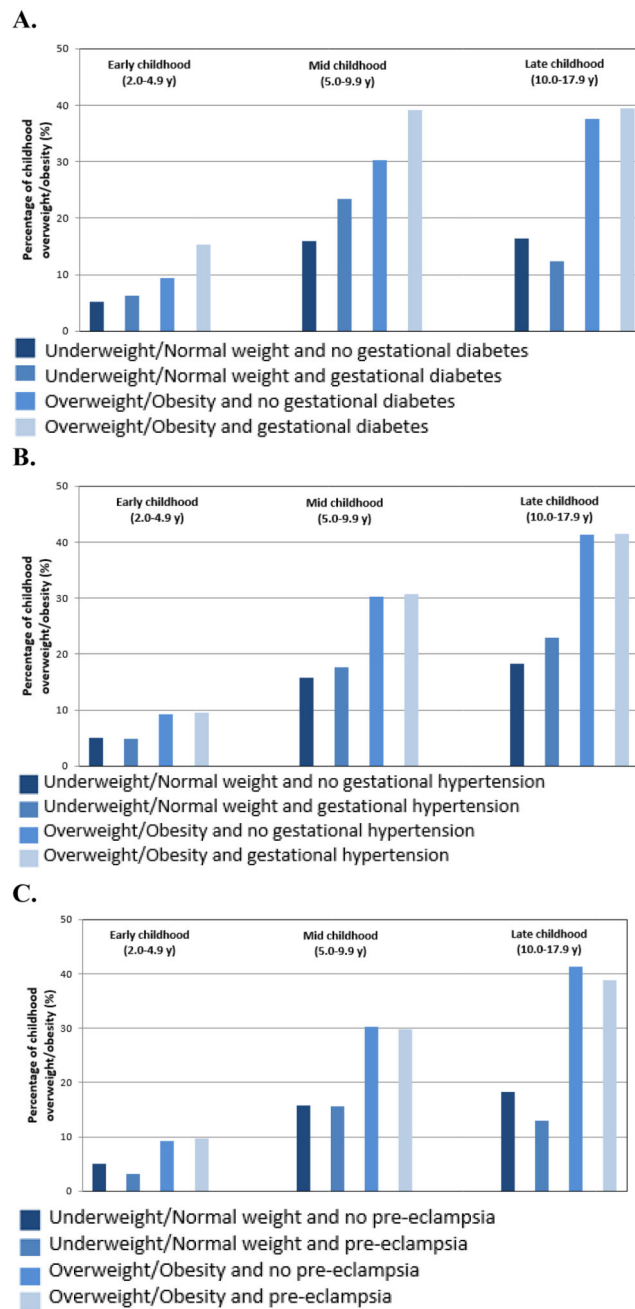 A.
Percentage of childhood
overweight/obesity (%)
50
40
30
20
10
0
Early childhood
(2.0-4.9 y)
Mid childhood
(5.0-9.9 y)
Late childhood
(10.0-17.9 y)
Underweight/Normal weight and no gestational diabetes
Underweight/Normal weight and gestational diabetes
Overweight/Obesity and no gestational diabetes
Overweight/Obesity and gestational diabetes
B.
Percentage of childhood
overweight/obesity (%)
50
40
30
20
10
0
Early childhood
(2.0-4.9 y)
Mid childhood
(5.0-9.9 y)
Late childhood
(10.0-17.9 y)
Underweight/Normal weight and no gestational hypertension
Underweight/Normal weight and gestational hypertension
Overweight/Obesity and no gestational hypertension
Overweight/Obesity and gestational hypertension
C.
Percentage of childhood
overweight/obesity (%)
50
40
30
20
10
0
Early childhood
(2.0-4.9 y)
Mid childhood
(5.0-9.9 y)
Late childhood
(10.0-17.9 y)
Underweight/Normal weight and no pre-eclampsia
Underweight/Normal weight and pre-eclampsia
Overweight/Obesity and no pre-eclampsia
Overweight/Obesity and pre-eclampsia